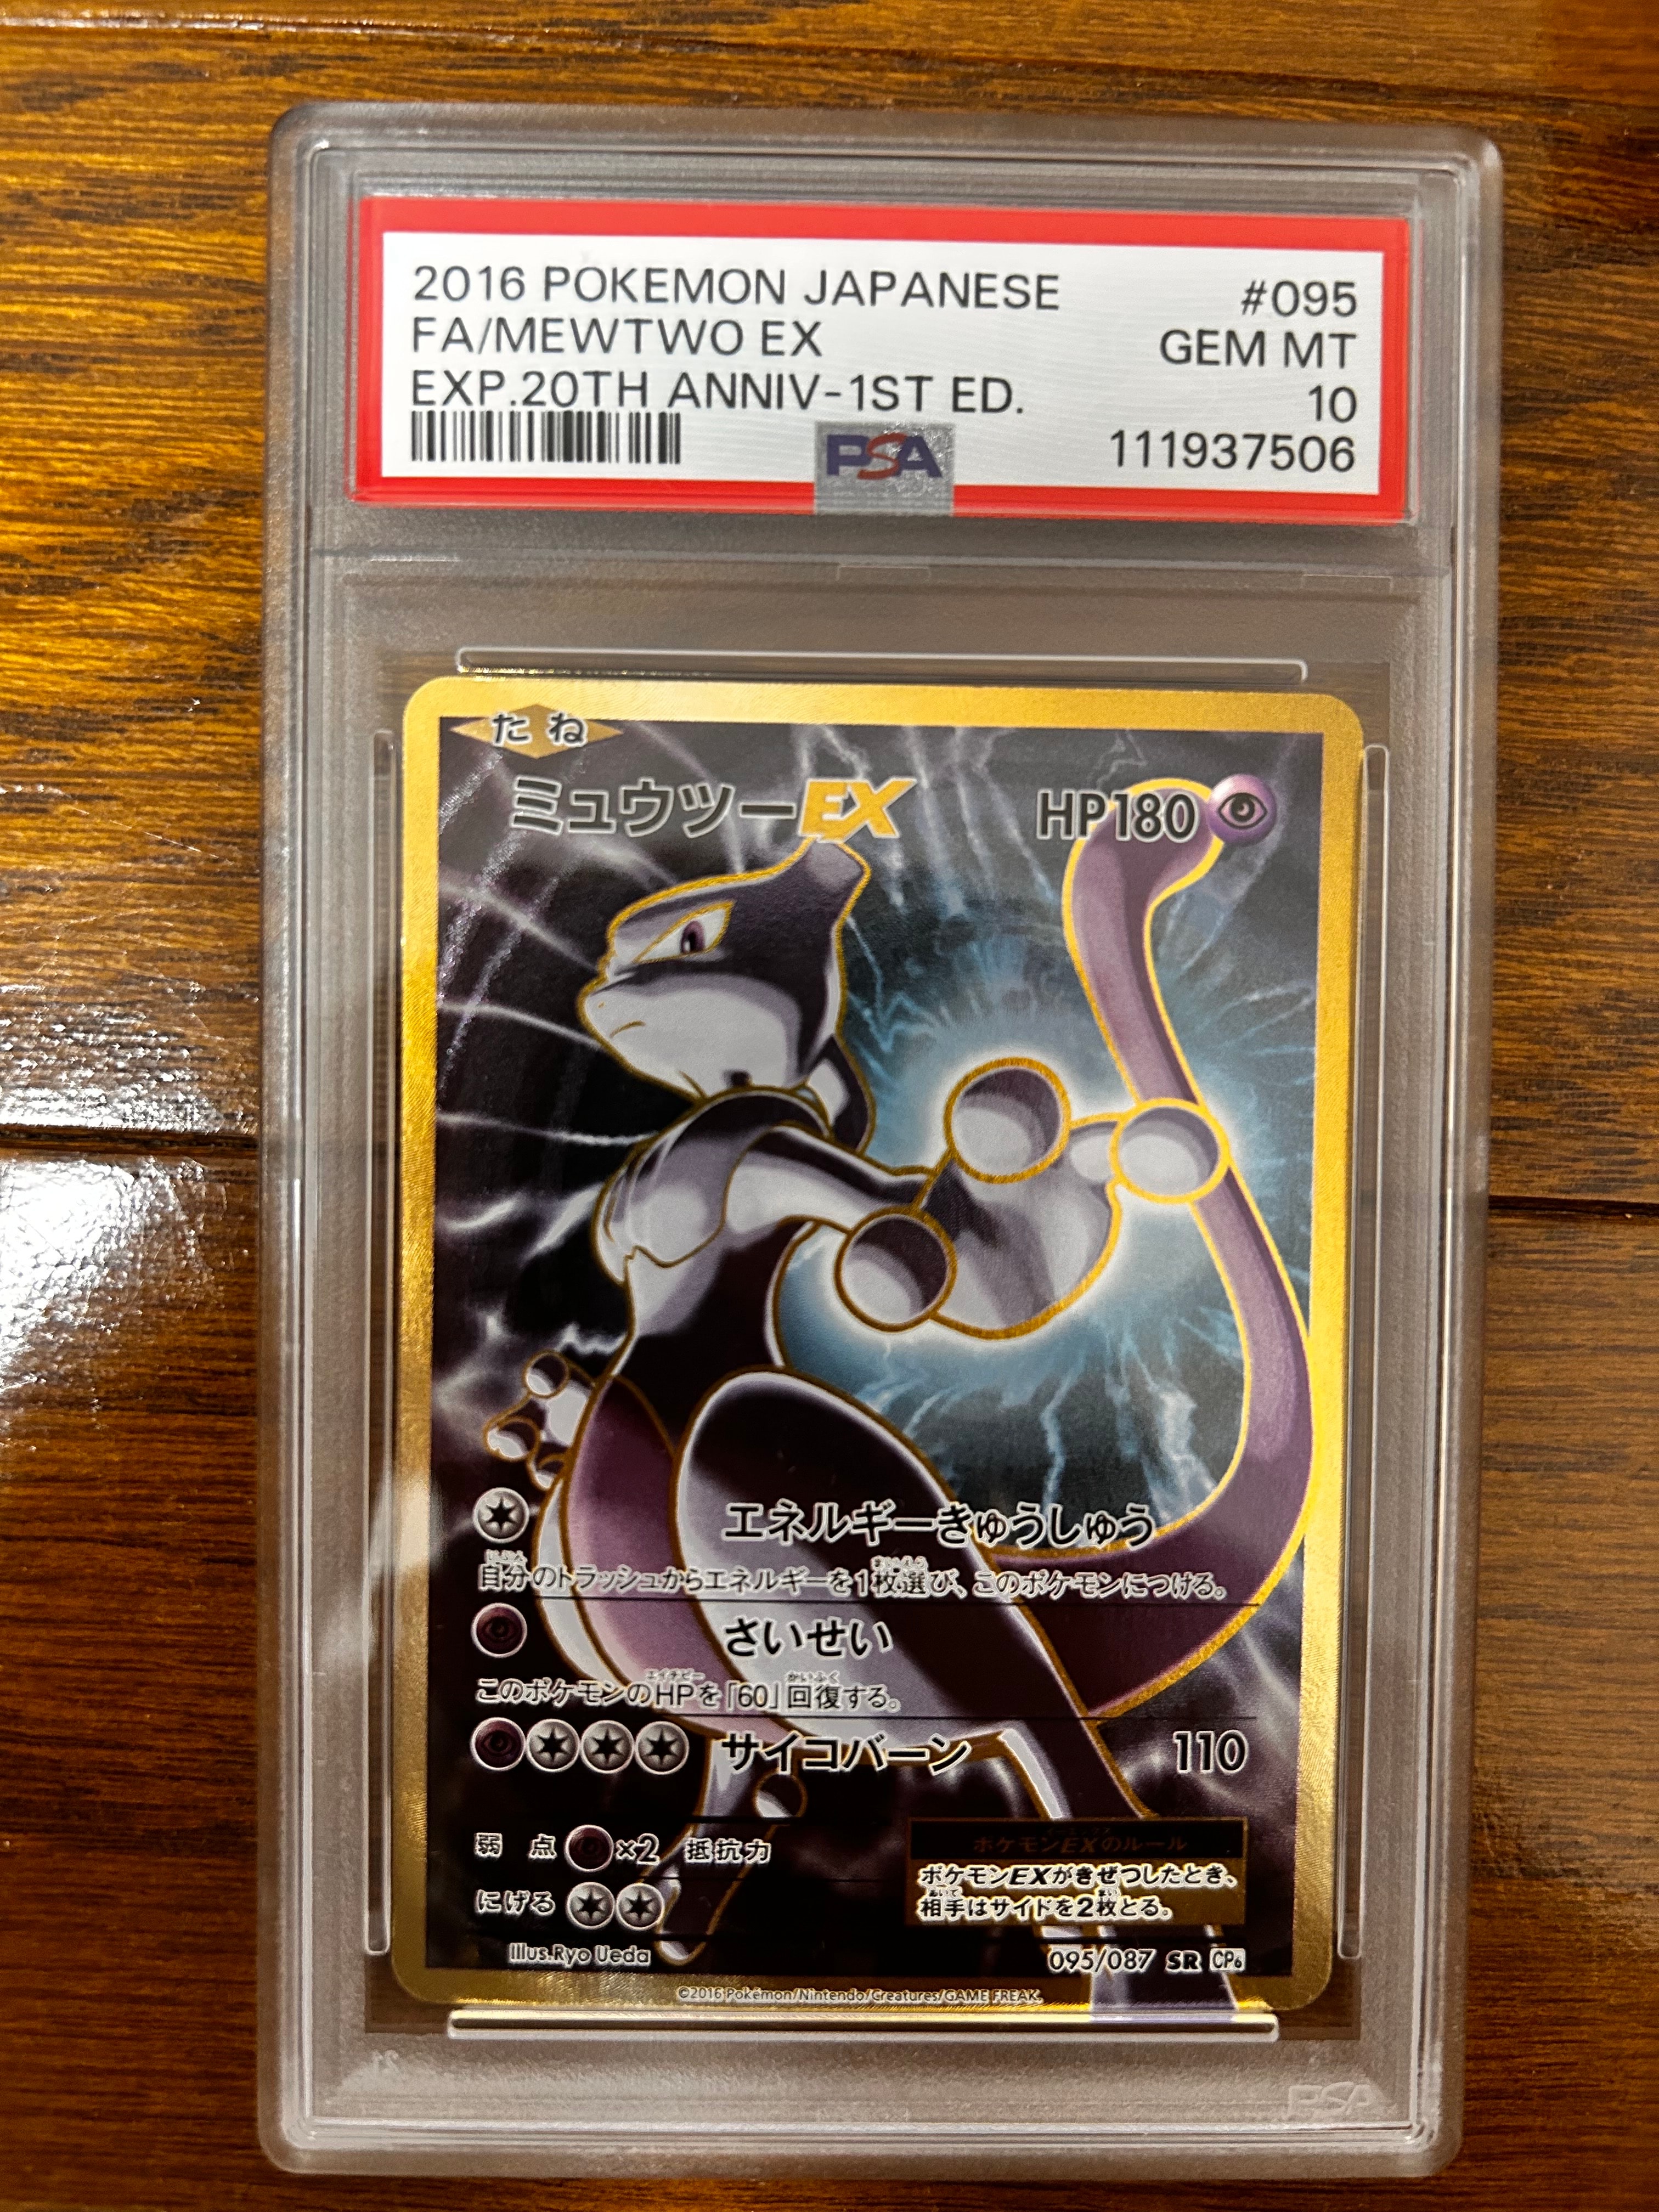 2016 POKEMON JAPANESE #095
FA/MEWTWO EX GEM MT
EXP.20TH ANNIV-1ST ED. 10
PSA 111937506
たね
ミュウツーEX HP180
エネルギーきゅうしゅう
自分のトラッシュからエネルギーを1枚選び、このポケモンにつける。
さいせい
このポケモンのHPを「60」回復する。
サイコバーン 110
弱点 ×2 抵抗力
ポケモンEXのルール
ポケモンEXがきぜつしたとき、
にげる
相手はサイドを2枚とる。
Illus.Ryo Ueda 095/087 SR CP6
©2016 Pokémon/Nintendo/Creatures/GAME FREAK.
PSA